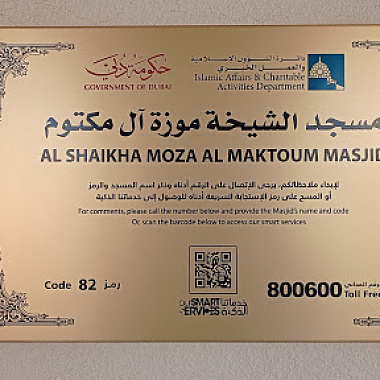 حكومة دبي
GOVERNMENT OF DUBAI
دائرة الشؤون الاسلامية
والعمل الخيري
Islamic Affairs & Charitable
Activities Department
مسجد الشيخة موزة آل مكتوم
AL SHAIKHA MOZA AL MAKTOUM MASJID
لإبداء ملاحظاتكم، يرجى الإتصال على الرقم أدناه وذكر اسم المسجد والرمز
أو المسح على رمز الإستجابة السريعة أدناه للوصول إلى خدماتنا الذكية
For comments, please call the number below and provide the Masjid's name and code
Or scan the barcode below to access our smart services
Code 82 رمز
OUR SMART SERVICES
خدماتنا الذكية
800600
Toll Free